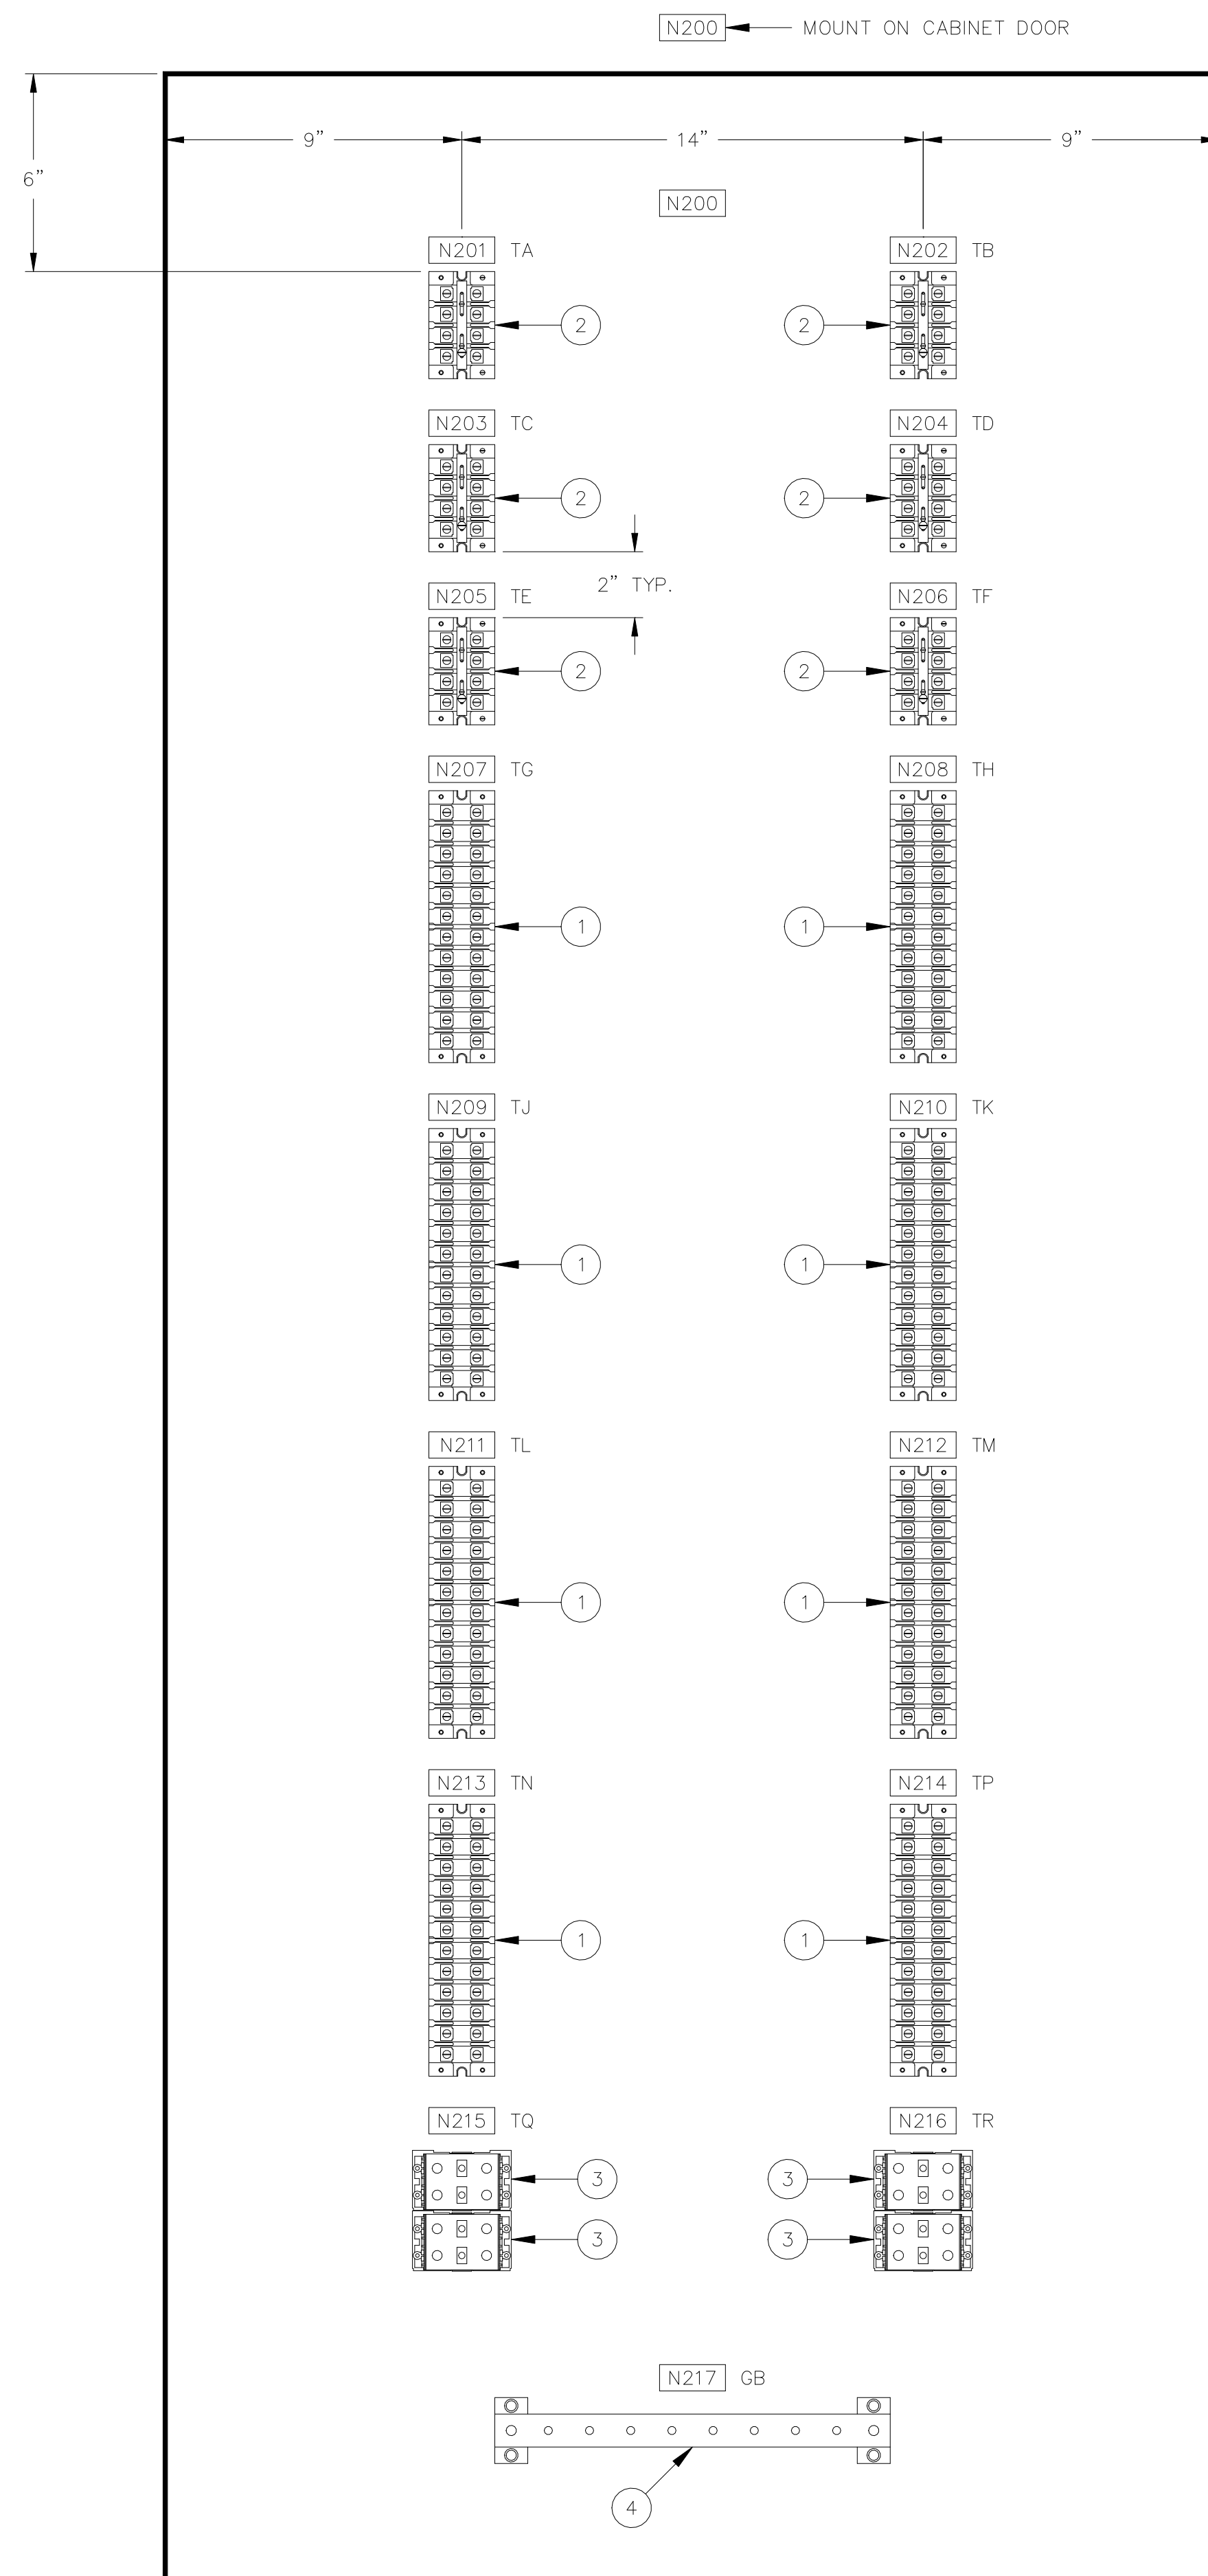 N200 MOUNT ON CABINET DOOR
9” 14” 9”
6”
N200
N201 TA N202 TB
2 2
N203 TC N204 TD
2 2
2” TYP.
N205 TE N206 TF
2 2
N207 TG N208 TH
1 1
N209 TJ N210 TK
1 1
N211 TL N212 TM
1 1
N213 TN N214 TP
1 1
N215 TQ N216 TR
3 3
3 3
N217 GB
4